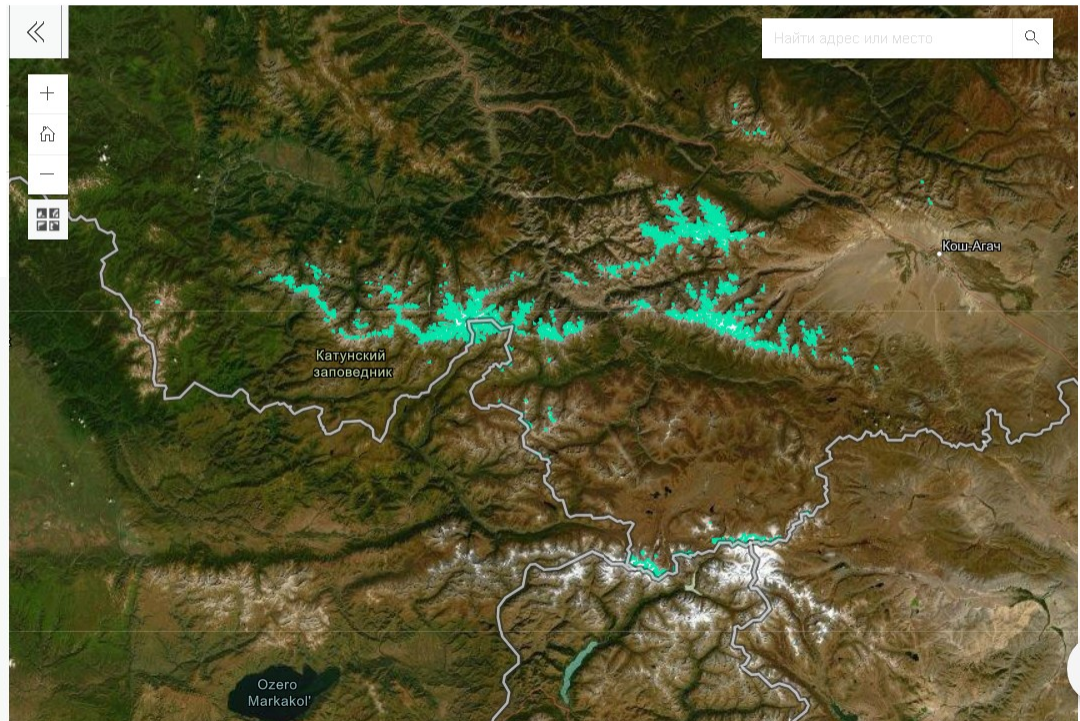 Найти адрес или место
Кош-Агач
Катунский
заповедник
Ozero
Markakol'